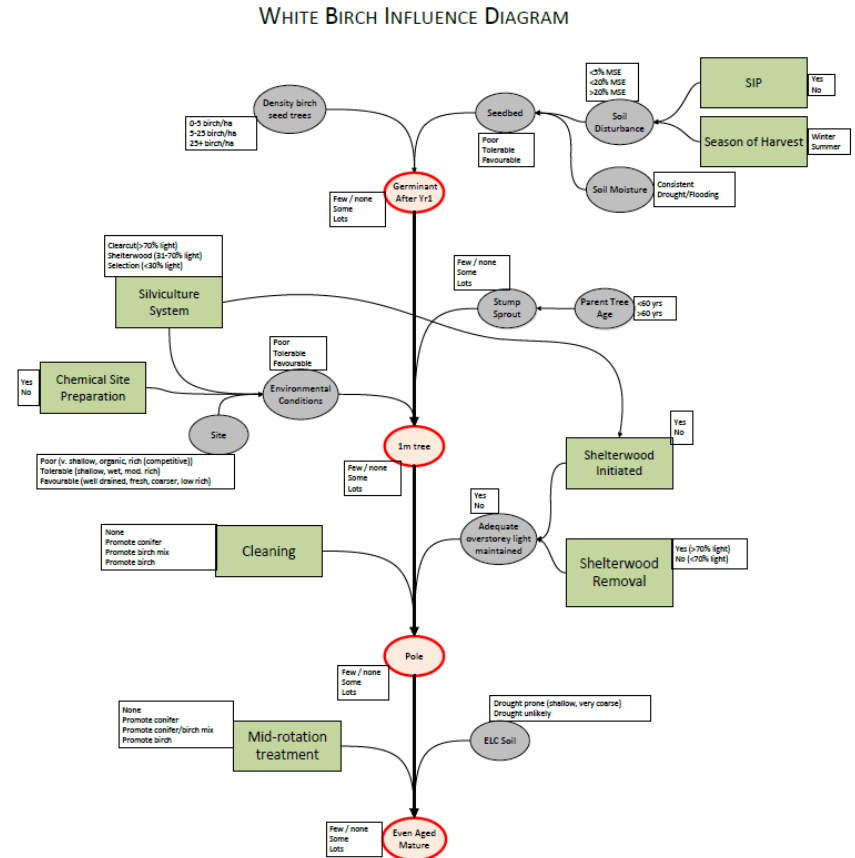 WHITE BIRCH INFLUENCE DIAGRAM
<5% MSE
<20% MSE
>20% MSE
SIP
Yes
No
Density birch
seed trees
0-5 birch/ha
5-25 birch/ha
25+ birch/ha
Seedbed
Poor
Tolerable
Favourable
Soil
Disturbance
Season of Harvest
Winter
Summer
Germinant
After Yr1
Few / none
Some
Lots
Soil Moisture
Consistent
Drought/Flooding
Clearcut(>70% light)
Shelterwood (31-70% light)
Selection (<30% light)
Silviculture
System
Few / none
Some
Lots
Stump
Sprout
Parent Tree
Age
<60 yrs
>60 yrs
Poor
Tolerable
Favourable
Yes
No
Chemical Site
Preparation
Environmental
Conditions
Site
Poor (v. shallow, organic, rich (competitive))
Tolerable (shallow, wet, mod. rich)
Favourable (well drained, fresh, coarser, low rich)
1m tree
Few / none
Some
Lots
Yes
No
Shelterwood
Initiated
Yes
No
Adequate
overstorey light
maintained
None
Promote conifer
Promote birch mix
Promote birch
Cleaning
Shelterwood
Removal
Yes (>70% light)
No (<70% light)
Pole
Few / none
Some
Lots
None
Promote conifer
Promote conifer/birch mix
Promote birch
Mid-rotation
treatment
Drought prone (shallow, very coarse)
Drought unlikely
ELC Soil
Few / none
Some
Lots
Even Aged
Mature